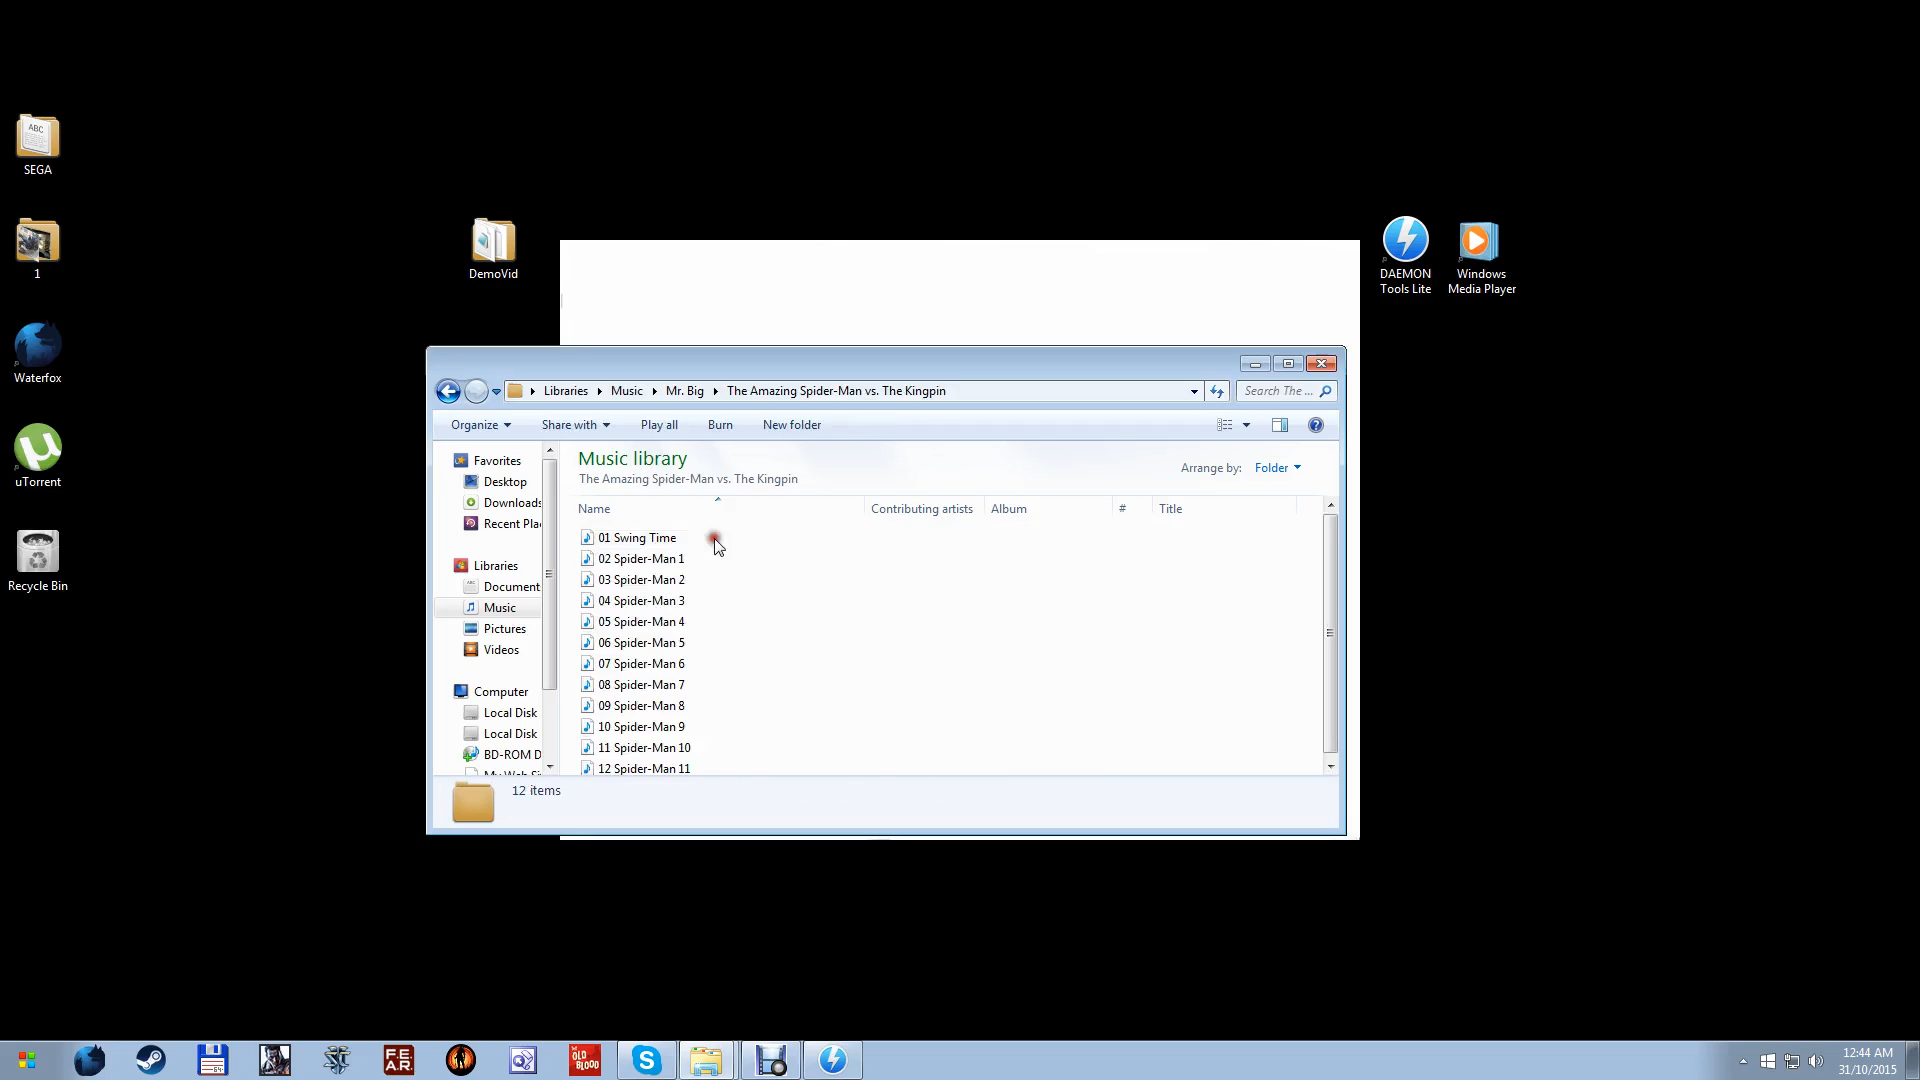 SEGA
1
Waterfox
uTorrent
Recycle Bin
DemoVid
DAEMON
Tools Lite
Windows
Media Player
Libraries
Music
Mr. Big
The Amazing Spider-Man vs. The Kingpin
Search The ...
Organize
Share with
Play all
Burn
New folder
Favorites
Desktop
Downloads
Recent Pla
Libraries
Document
Music
Pictures
Videos
Computer
Local Disk
Local Disk
BD-ROM D
Music library
The Amazing Spider-Man vs. The Kingpin
Arrange by: Folder
Name
Contributing artists
Album
#
Title
01 Swing Time
02 Spider-Man 1
03 Spider-Man 2
04 Spider-Man 3
05 Spider-Man 4
06 Spider-Man 5
07 Spider-Man 6
08 Spider-Man 7
09 Spider-Man 8
10 Spider-Man 9
11 Spider-Man 10
12 Spider-Man 11
12 items
64
F.E.
A.R.
OLD
BLOOD
12:44 AM
31/10/2015